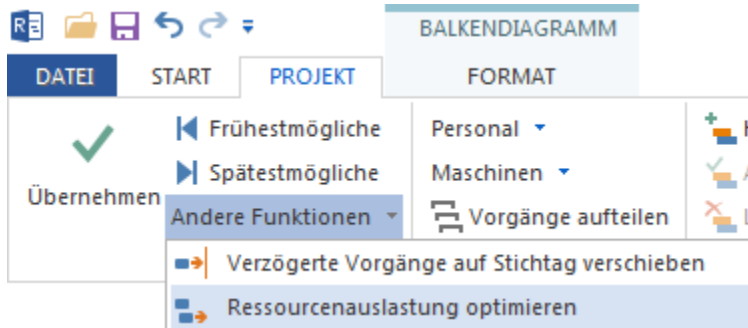 BALKENDIAGRAMM
DATEI START PROJEKT FORMAT
Übernehmen
Frühestmögliche
Spätestmögliche
Andere Funktionen
Personal
Maschinen
Vorgänge aufteilen
Verzögerte Vorgänge auf Stichtag verschieben
Ressourcenauslastung optimieren